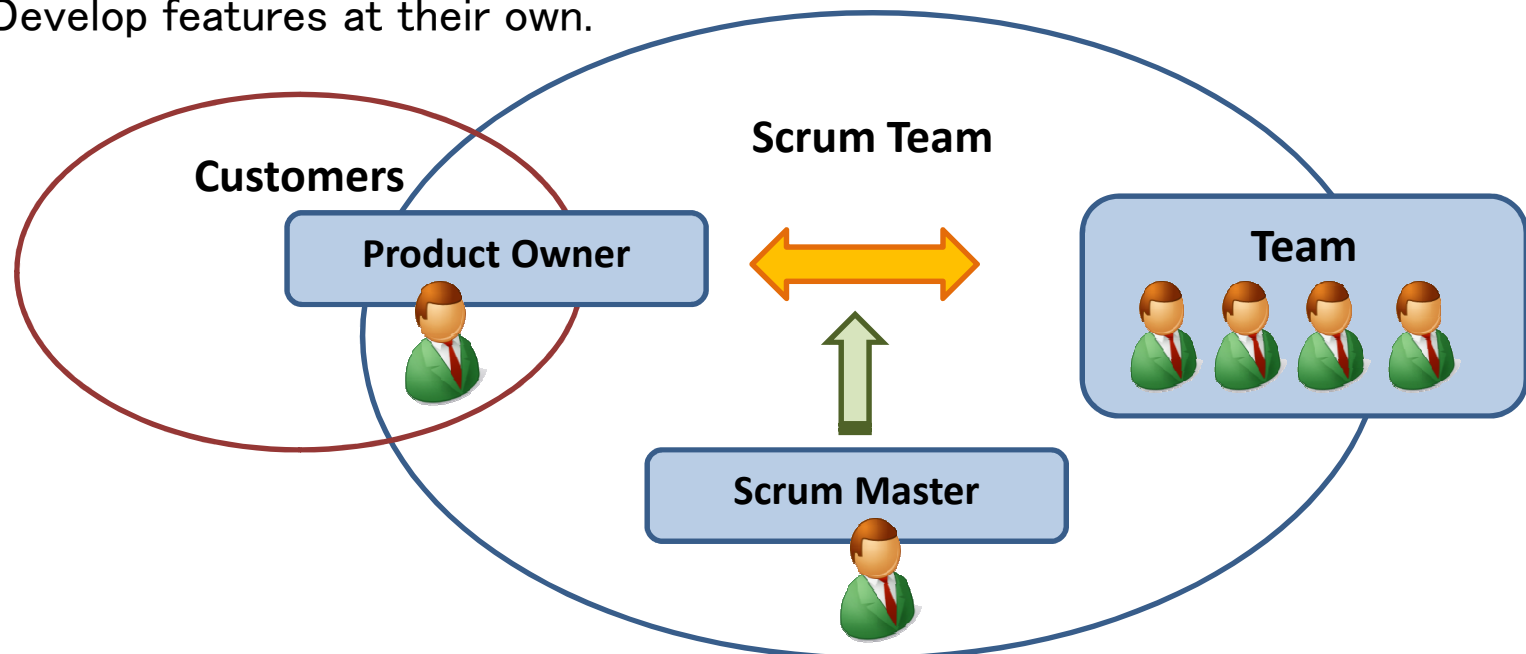 Develop features at their own.
Scrum Team
Customers
Product Owner
Team
Scrum Master